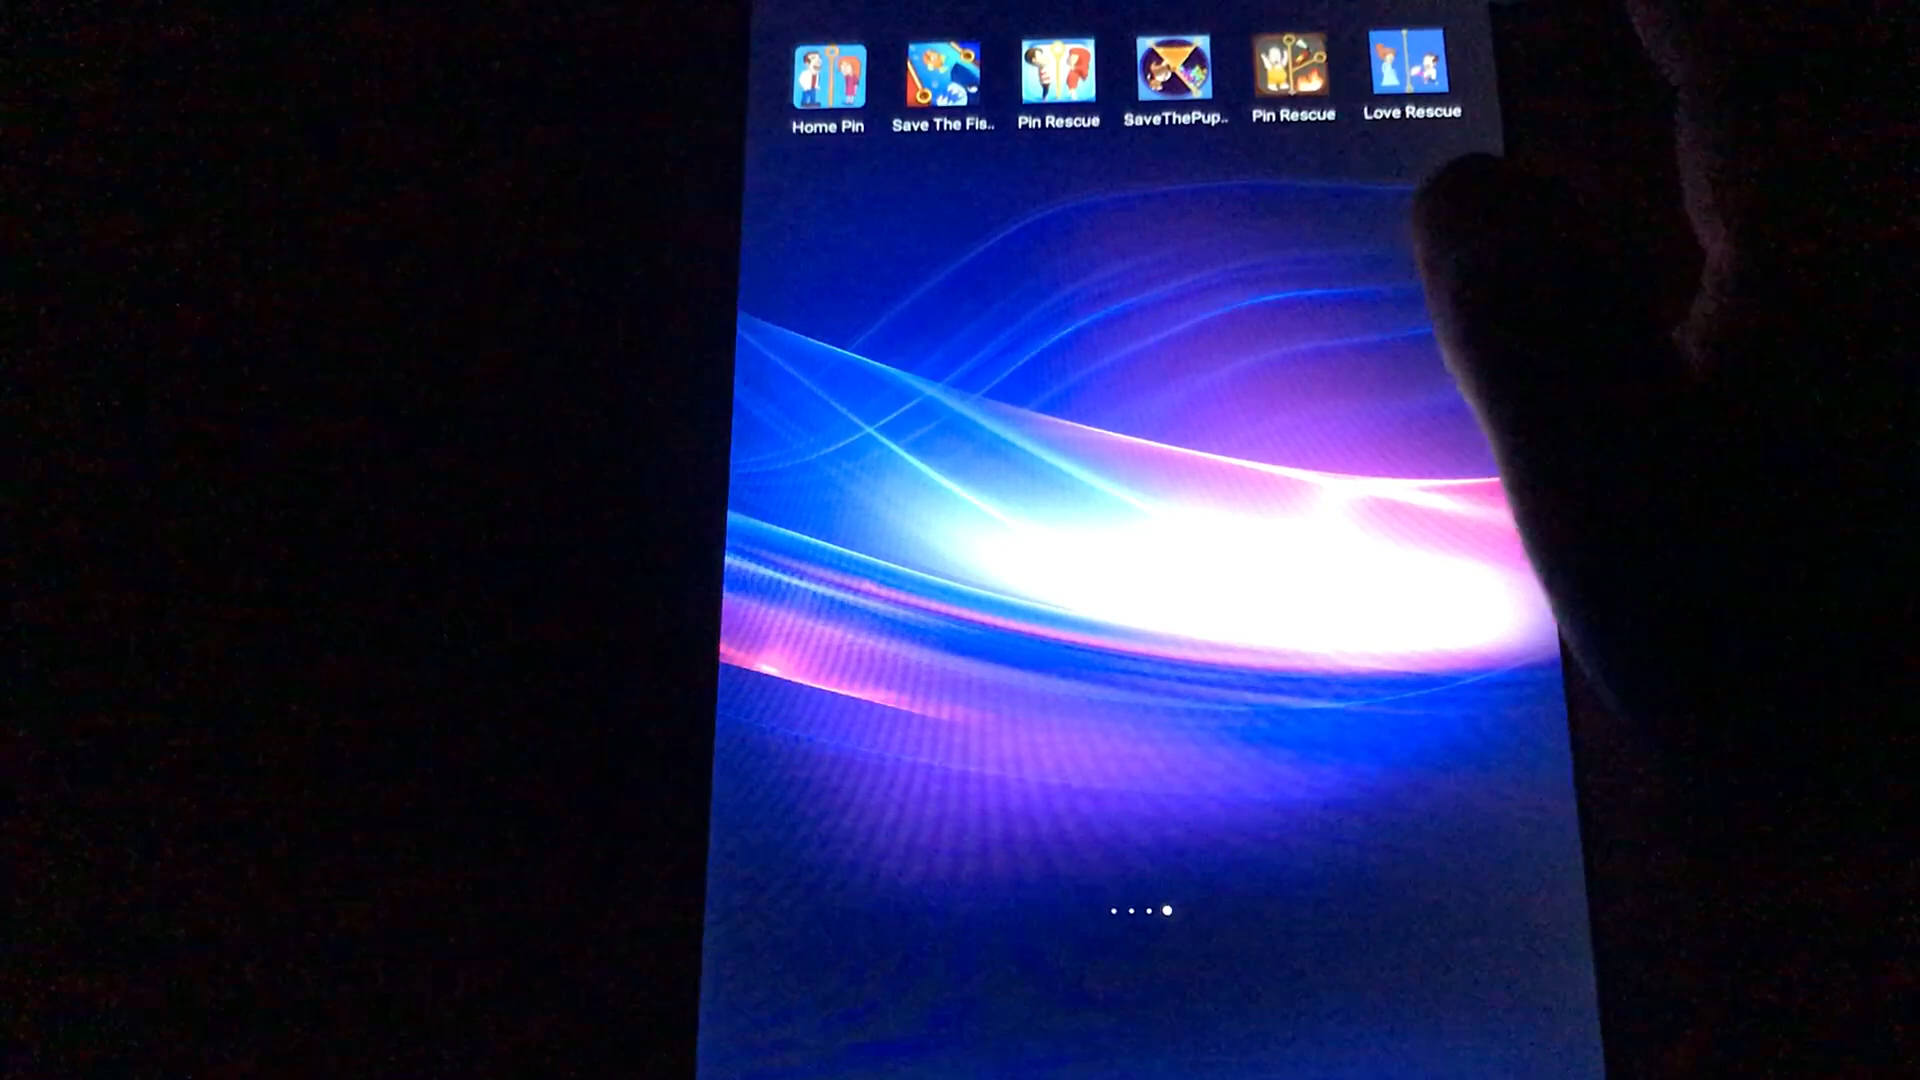 Home Pin
Save The Fis..
Pin Rescue
SaveThePup..
Pin Rescue
Love Rescue